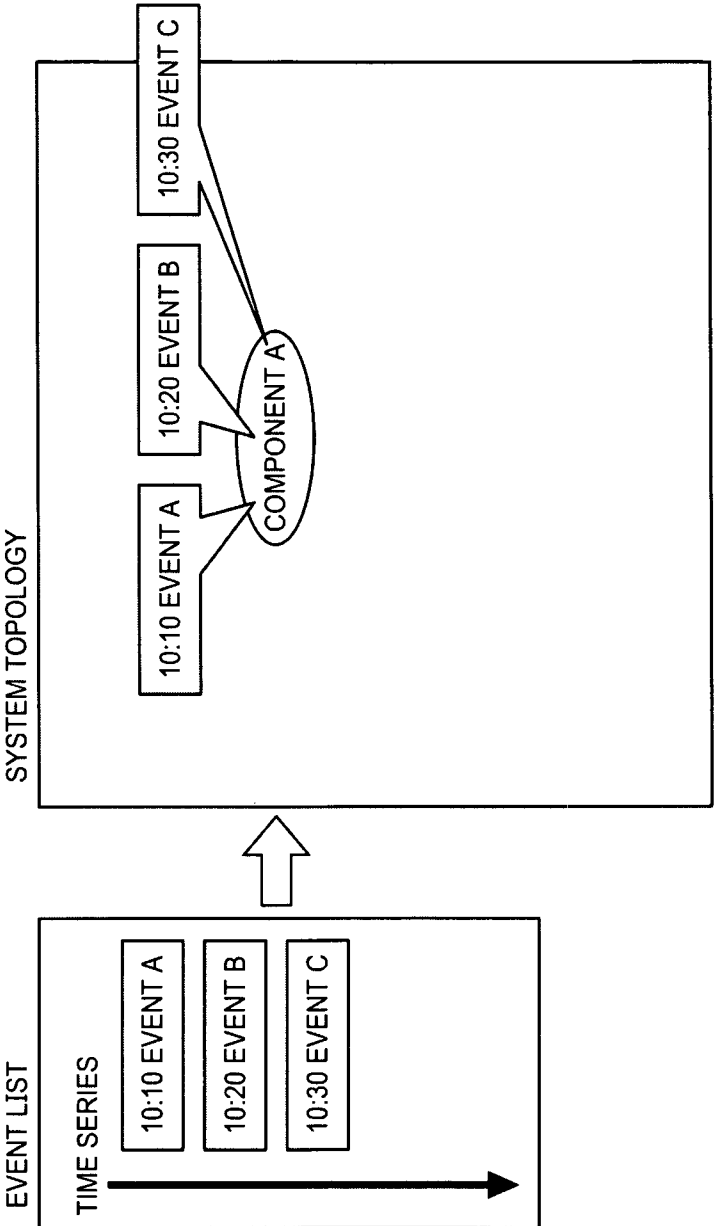 EVENT LIST
TIME SERIES
10:10 EVENT A
10:20 EVENT B
10:30 EVENT C
SYSTEM TOPOLOGY
10:10 EVENT A
10:20 EVENT B
10:30 EVENT C
COMPONENT A